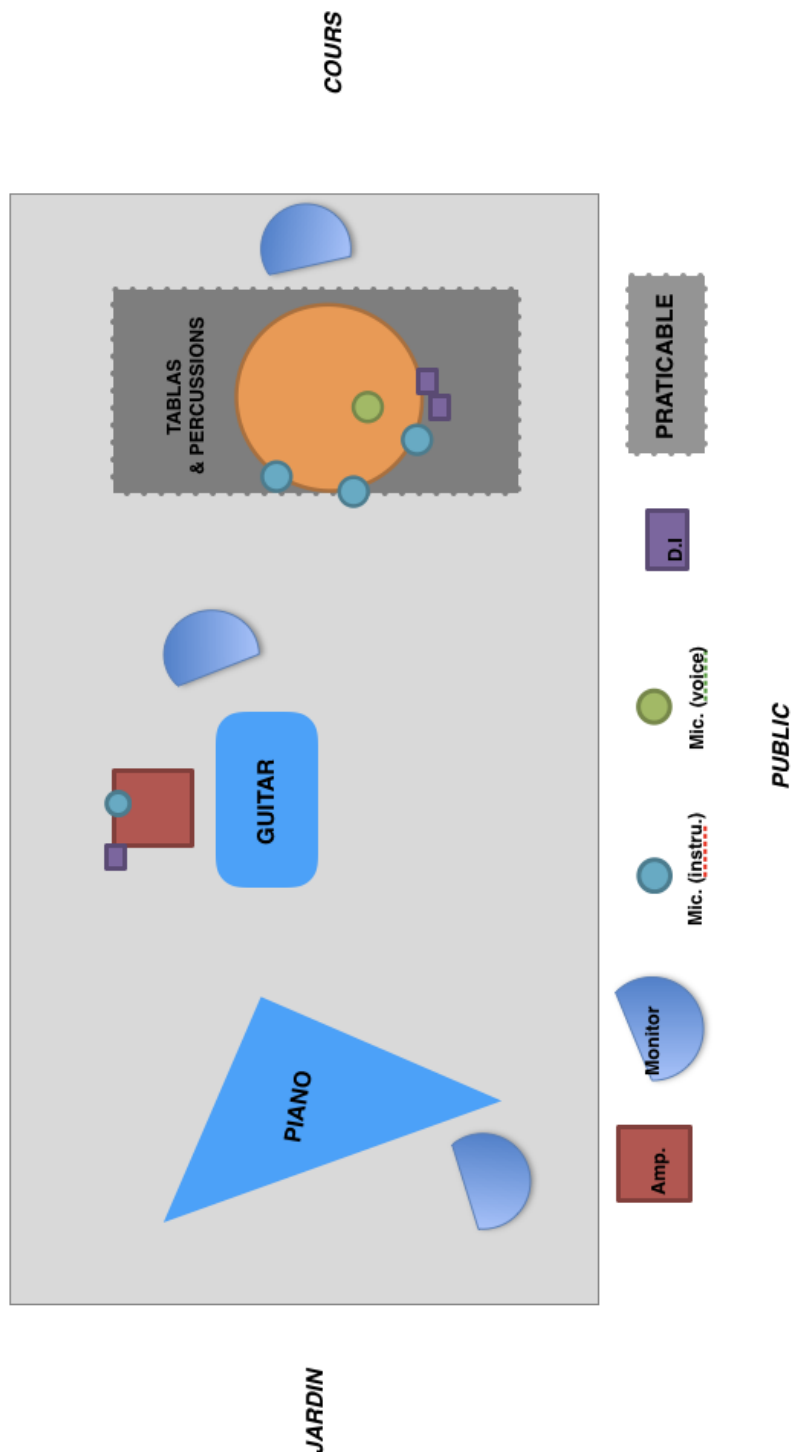 COURS
TABLAS
& PERCUSSIONS
GUITAR
PIANO
JARDIN
PRATICABLE
D.I
Mic. (voice)
Mic. (instru.)
Monitor
Amp.
PUBLIC